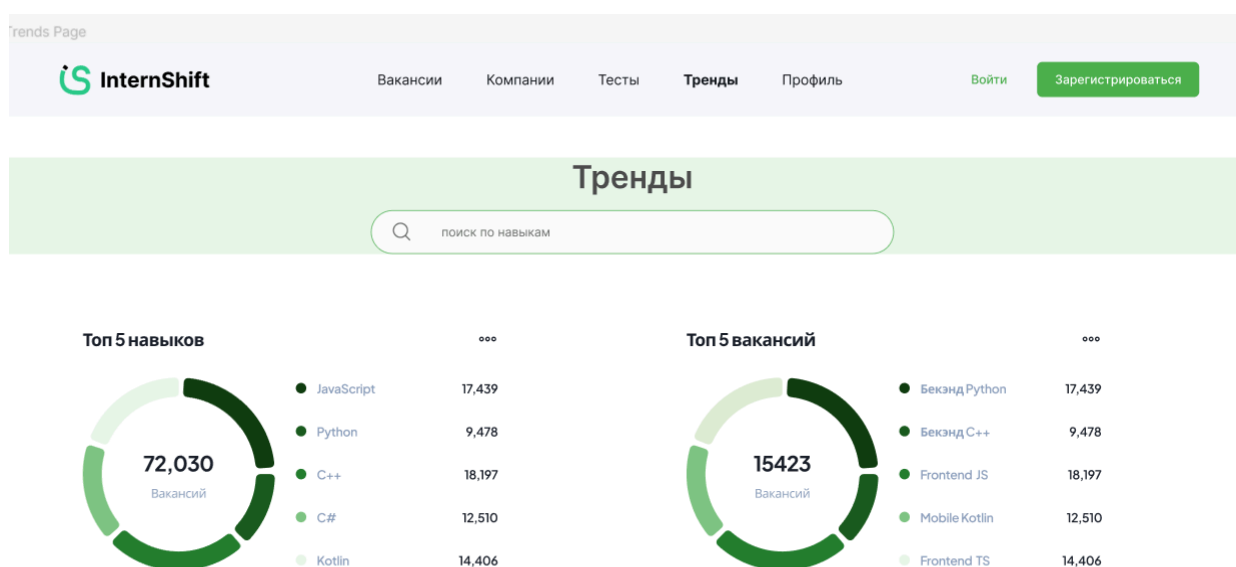 Trends Page
InternShift
Вакансии Компании Тесты Тренды Профиль Войти Зарегистрироваться
Тренды
поиск по навыкам
Топ 5 навыков
JavaScript 17,439
Python 9,478
C++ 18,197
C# 12,510
Kotlin 14,406
72,030
Вакансий
Топ 5 вакансий
Бекэнд Python 17,439
Бекэнд C++ 9,478
Frontend JS 18,197
Mobile Kotlin 12,510
Frontend TS 14,406
15423
Вакансий